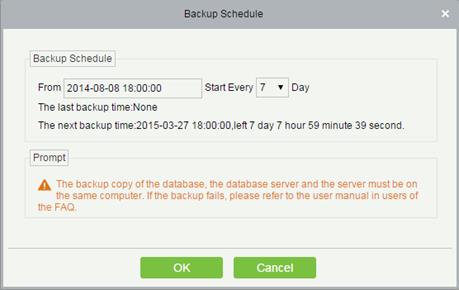 Backup Schedule
×
Backup Schedule
From 2014-08-08 18:00:00 Start Every 7 Day
The last backup time:None
The next backup time:2015-03-27 18:00:00,left 7 day 7 hour 59 minute 39 second.
Prompt
The backup copy of the database, the database server and the server must be on
the same computer. If the backup fails, please refer to the user manual in users of
the FAQ.
OK Cancel